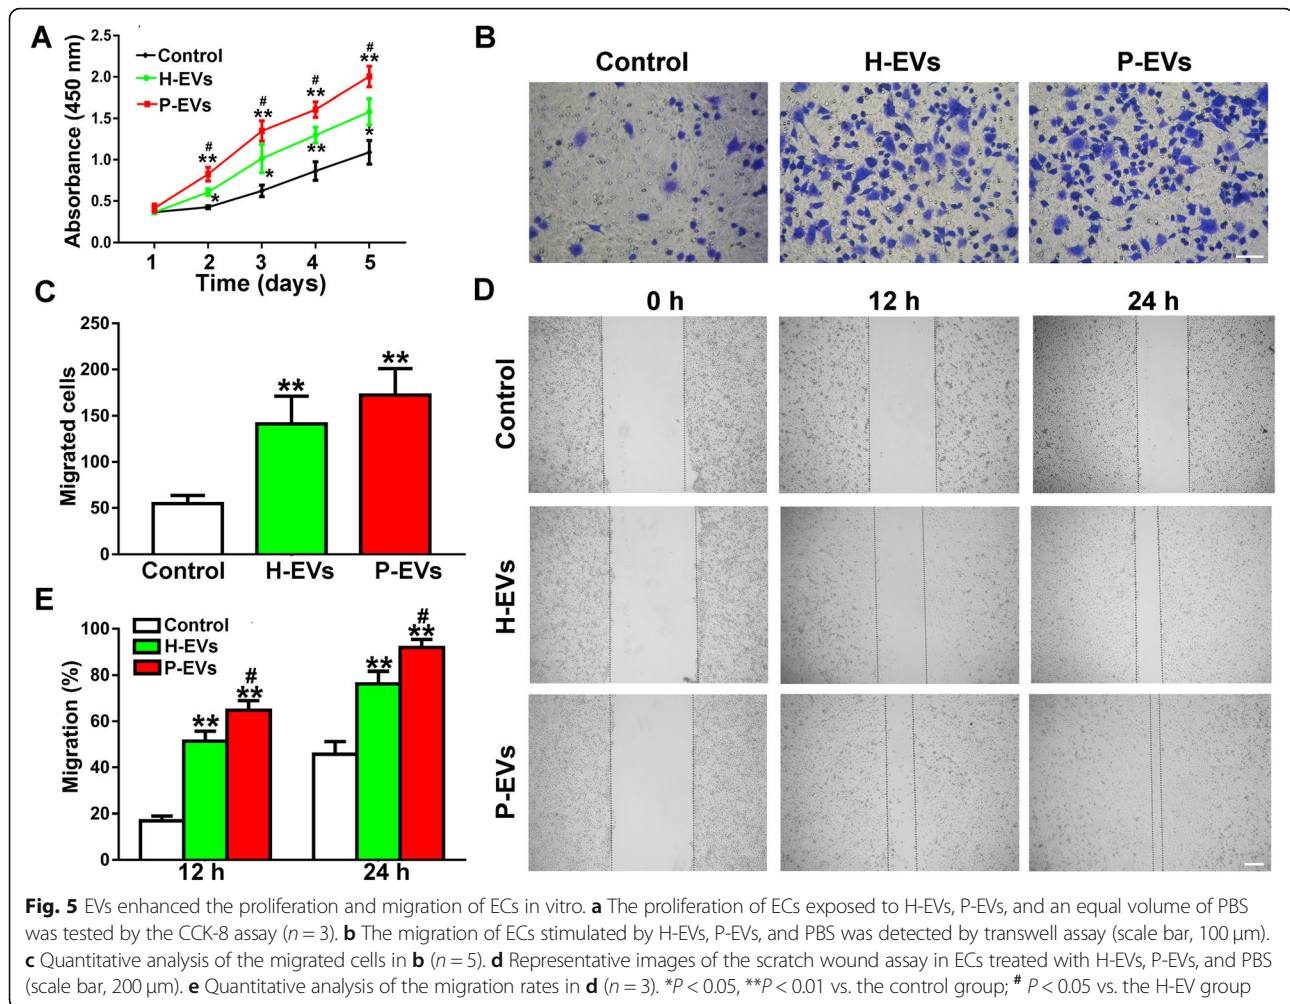 A
Absorbance (450 nm)
2.5
2.0
1.5
1.0
0.5
0.0
Control
H-EVs
P-EVs
#
**
#
**
#
**
#
**
*
*
**
*
1 2 3 4 5
Time (days)
B
Control H-EVs P-EVs
C
Migrated cells
250
200
150
100
50
0
**
**
Control H-EVs P-EVs
D
0 h 12 h 24 h
Control
H-EVs
P-EVs
E
Migration (%)
100
80
60
40
20
0
Control
H-EVs
P-EVs
**
#
**
**
#
**
12 h 24 h
Fig. 5 EVs enhanced the proliferation and migration of ECs in vitro. a The proliferation of ECs exposed to H-EVs, P-EVs, and an equal volume of PBS
was tested by the CCK-8 assay (n = 3). b The migration of ECs stimulated by H-EVs, P-EVs, and PBS was detected by transwell assay (scale bar, 100 μm).
c Quantitative analysis of the migrated cells in b (n = 5). d Representative images of the scratch wound assay in ECs treated with H-EVs, P-EVs, and PBS
(scale bar, 200 μm). e Quantitative analysis of the migration rates in d (n = 3). *P < 0.05, **P < 0.01 vs. the control group; # P < 0.05 vs. the H-EV group